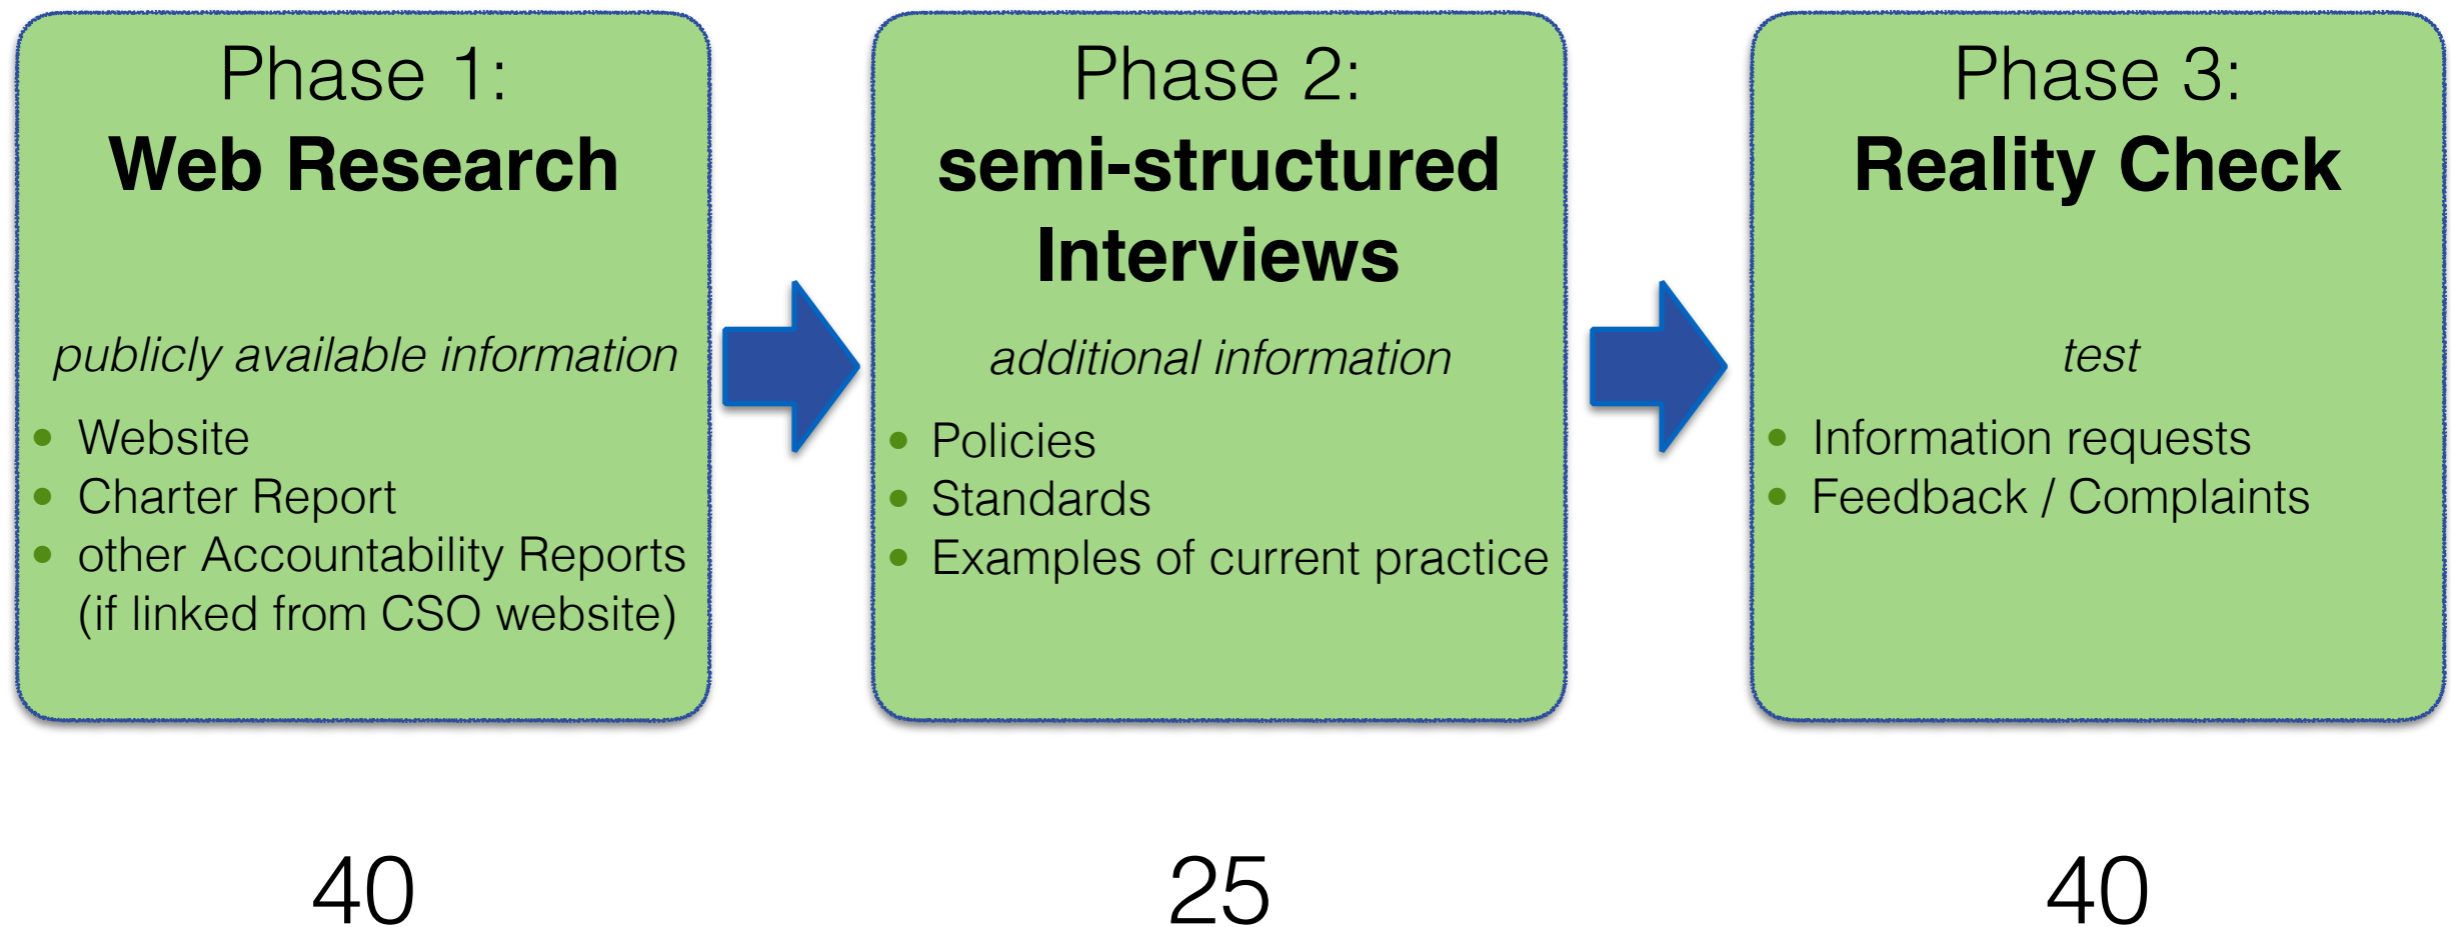 Phase 1:
Web Research
publicly available information
• Website
• Charter Report
• other Accountability Reports
(if linked from CSO website)
40
Phase 2:
semi-structured
Interviews
additional information
• Policies
• Standards
• Examples of current practice
25
Phase 3:
Reality Check
test
• Information requests
• Feedback / Complaints
40